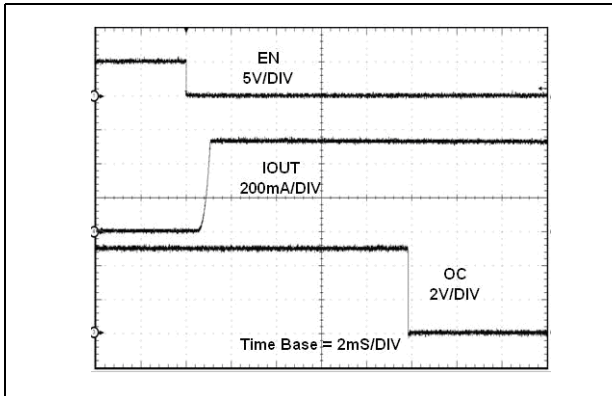 EN
5V/DIV
IOUT
200mA/DIV
OC
2V/DIV
Time Base = 2mS/DIV